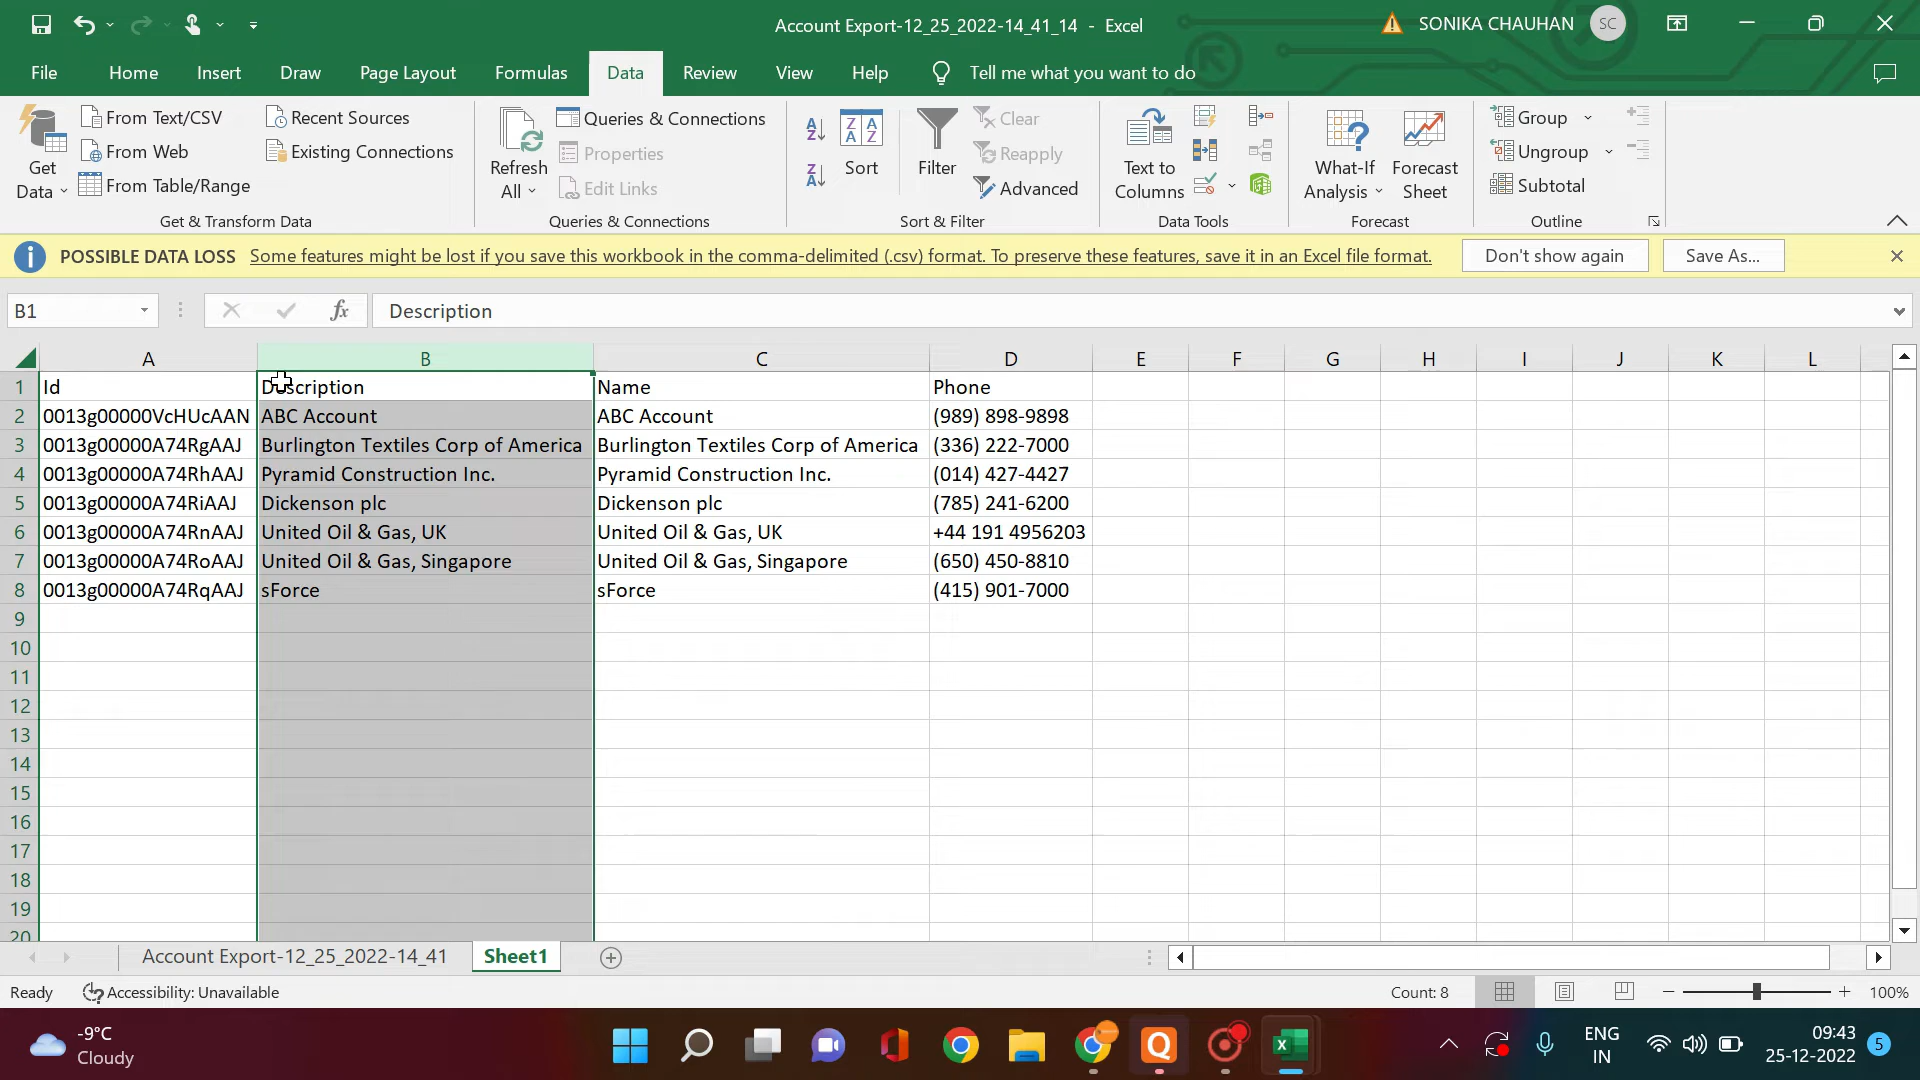 Account Export-12_25_2022-14_41_14 - Excel
SONIKA CHAUHAN SC
File Home Insert Draw Page Layout Formulas Data Review View Help Tell me what you want to do
Get Data
From Text/CSV
From Web
From Table/Range
Recent Sources
Existing Connections
Get & Transform Data
Refresh All
Queries & Connections
Properties
Edit Links
Queries & Connections
Sort
Filter
Clear
Reapply
Advanced
Sort & Filter
Text to Columns
Data Tools
What-If Analysis
Forecast Sheet
Forecast
Group
Ungroup
Subtotal
Outline
POSSIBLE DATA LOSS Some features might be lost if you save this workbook in the comma-delimited (.csv) format. To preserve these features, save it in an Excel file format. Don't show again Save As...
B1 fx Description
A B C D E F G H I J K L
1 Id Description Name Phone
2 0013g00000VcHUcAAN ABC Account ABC Account (989) 898-9898
3 0013g00000A74RgAAJ Burlington Textiles Corp of America Burlington Textiles Corp of America (336) 222-7000
4 0013g00000A74RhAAJ Pyramid Construction Inc. Pyramid Construction Inc. (014) 427-4427
5 0013g00000A74RiAAJ Dickenson plc Dickenson plc (785) 241-6200
6 0013g00000A74RnAAJ United Oil & Gas, UK United Oil & Gas, UK +44 191 4956203
7 0013g00000A74RoAAJ United Oil & Gas, Singapore United Oil & Gas, Singapore (650) 450-8810
8 0013g00000A74RqAAJ sForce sForce (415) 901-7000
9
10
11
12
13
14
15
16
17
18
19
20
Account Export-12_25_2022-14_41 Sheet1
Ready Accessibility: Unavailable Count: 8 100%
-9°C
Cloudy
ENG
IN
09:43
25-12-2022
5